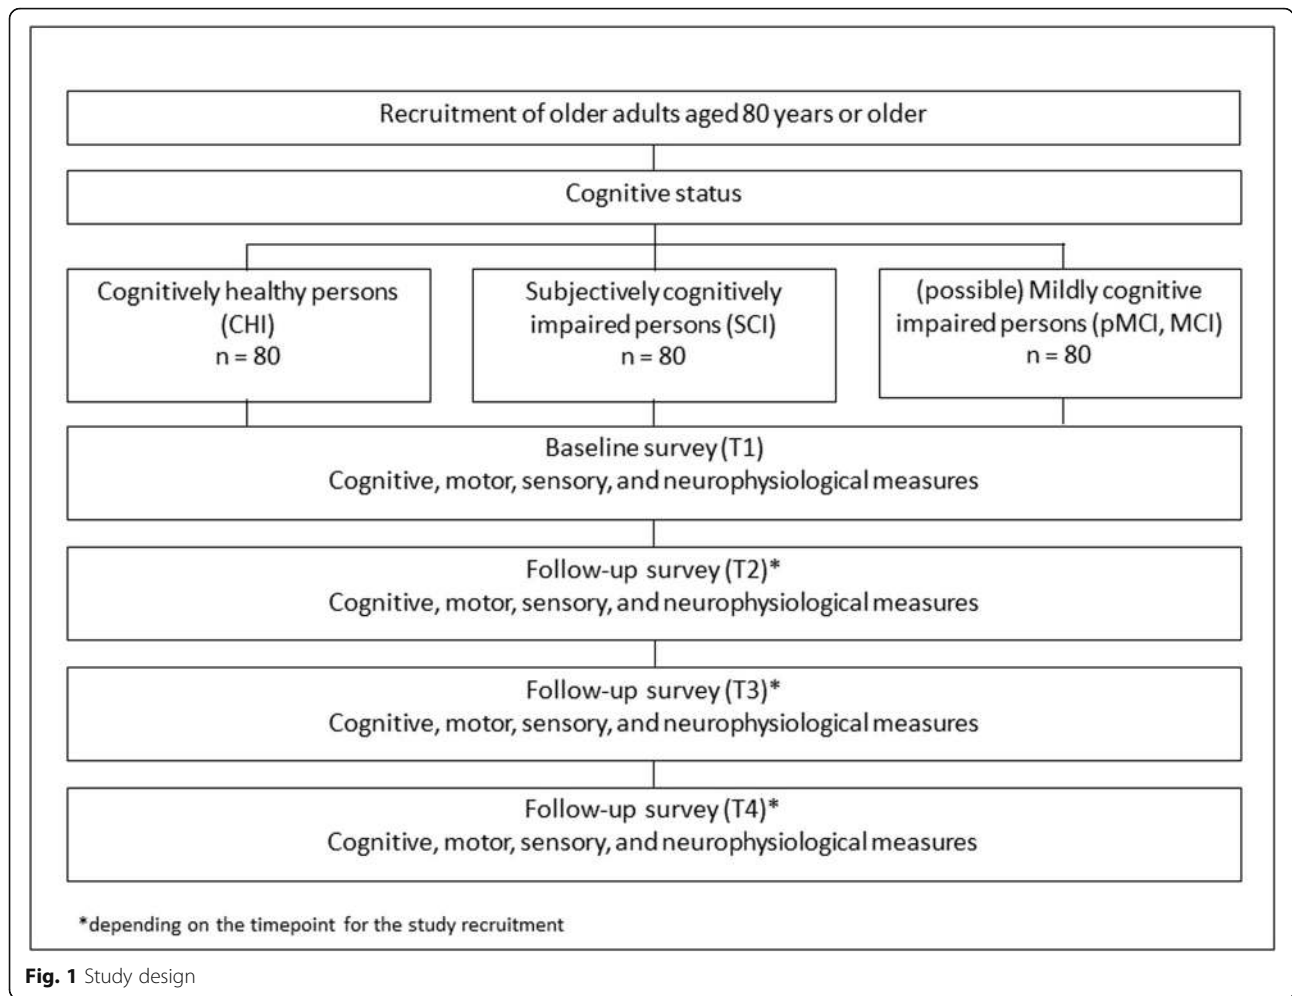 Recruitment of older adults aged 80 years or older
Cognitive status
Cognitively healthy persons
(CHI)
n = 80
Subjectively cognitively
impaired persons (SCI)
n = 80
(possible) Mildly cognitive
impaired persons (pMCI, MCI)
n = 80
Baseline survey (T1)
Cognitive, motor, sensory, and neurophysiological measures
Follow-up survey (T2)*
Cognitive, motor, sensory, and neurophysiological measures
Follow-up survey (T3)*
Cognitive, motor, sensory, and neurophysiological measures
Follow-up survey (T4)*
Cognitive, motor, sensory, and neurophysiological measures
*depending on the timepoint for the study recruitment
Fig. 1 Study design